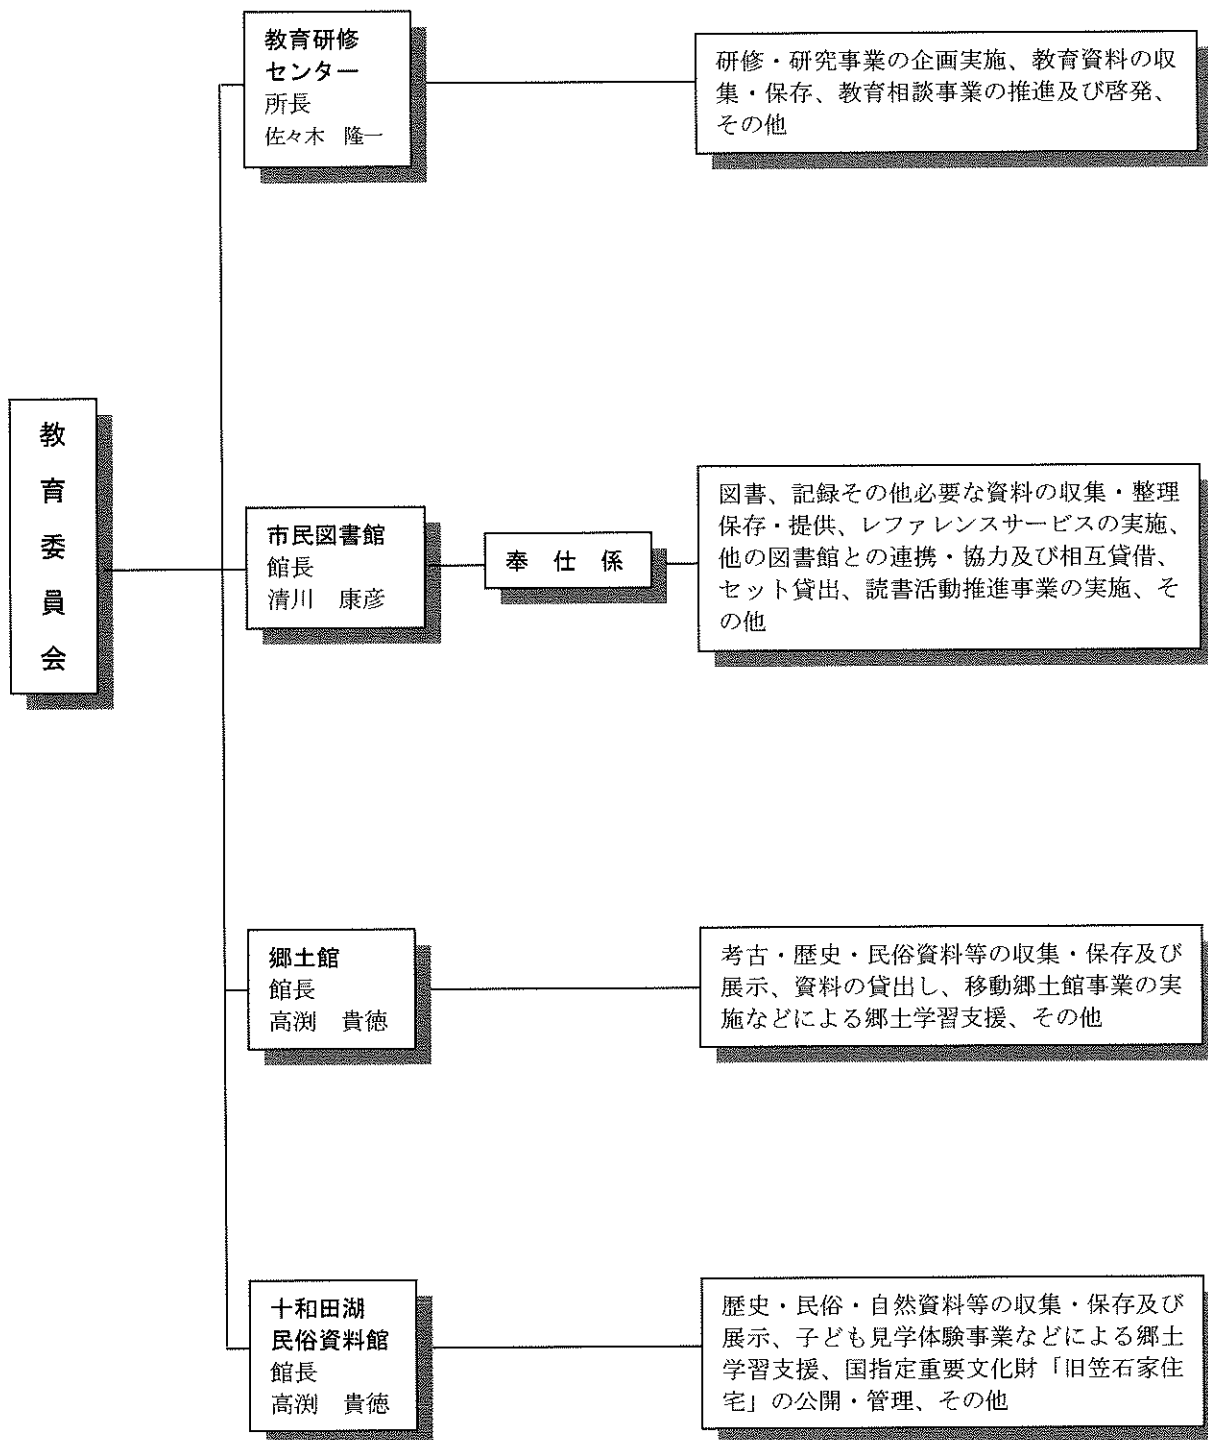 教育委員会
教育研修
センター
所長
佐々木　隆一
研修・研究事業の企画実施、教育資料の収
集・保存、教育相談事業の推進及び啓発、
その他
市民図書館
館長
清川　康彦
奉　仕　係
図書、記録その他必要な資料の収集・整理
保存・提供、レファレンスサービスの実施、
他の図書館との連携・協力及び相互貸借、
セット貸出、読書活動推進事業の実施、そ
の他
郷土館
館長
高渕　貴徳
考古・歴史・民俗資料等の収集・保存及び
展示、資料の貸出し、移動郷土館事業の実
施などによる郷土学習支援、その他
十和田湖
民俗資料館
館長
高渕　貴徳
歴史・民俗・自然資料等の収集・保存及び
展示、子ども見学体験事業などによる郷土
学習支援、国指定重要文化財「旧笠石家住
宅」の公開・管理、その他